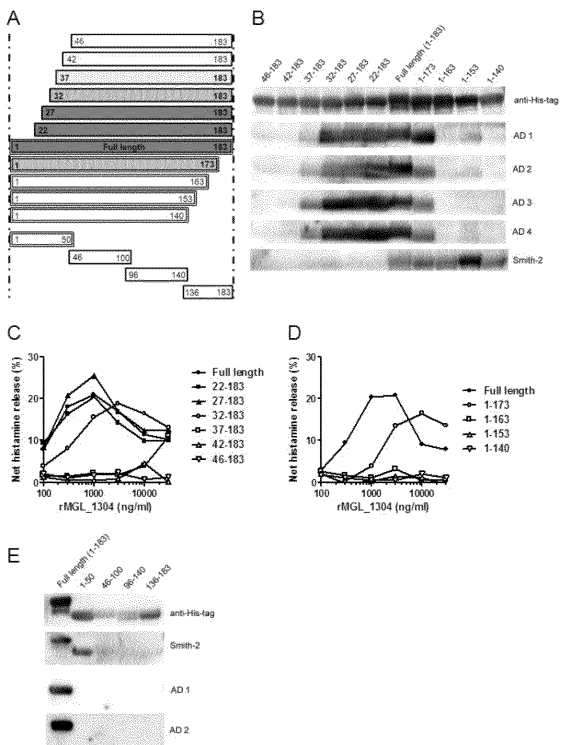 A
46 183
42 183
37 183
32 183
27 183
22 183
1 Full length 183
1 173
1 163
1 153
1 140
1 50
46 100
96 140
136 183
B
46-183 42-183 37-183 32-183 27-183 22-183 Full length (1-183) 1-173 1-163 1-153 1-140
anti-His-tag
AD 1
AD 2
AD 3
AD 4
Smith-2
C
Net histamine release (%)
30
20
10
0
100 1000 10000
rMGL_1304 (ng/ml)
Full length
22-183
27-183
32-183
37-183
42-183
46-183
D
Net histamine release (%)
30
20
10
0
100 1000 10000
rMGL_1304 (ng/ml)
Full length
1-173
1-163
1-153
1-140
E
Full length (1-183) 1-50 46-100 96-140 136-183
anti-His-tag
Smith-2
AD 1
AD 2